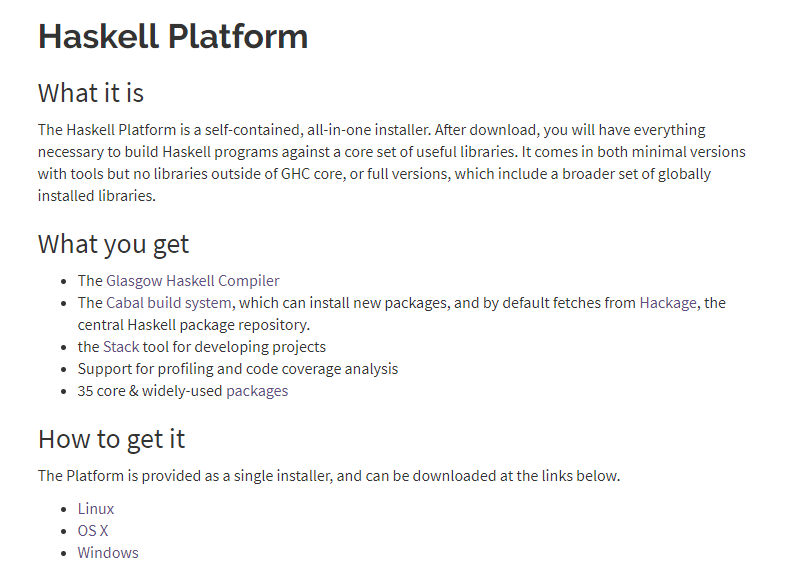 Haskell Platform
What it is
The Haskell Platform is a self-contained, all-in-one installer. After download, you will have everything
necessary to build Haskell programs against a core set of useful libraries. It comes in both minimal versions
with tools but no libraries outside of GHC core, or full versions, which include a broader set of globally
installed libraries.
What you get
• The Glasgow Haskell Compiler
• The Cabal build system, which can install new packages, and by default fetches from Hackage, the
central Haskell package repository.
• the Stack tool for developing projects
• Support for profiling and code coverage analysis
• 35 core & widely-used packages
How to get it
The Platform is provided as a single installer, and can be downloaded at the links below.
• Linux
• OS X
• Windows